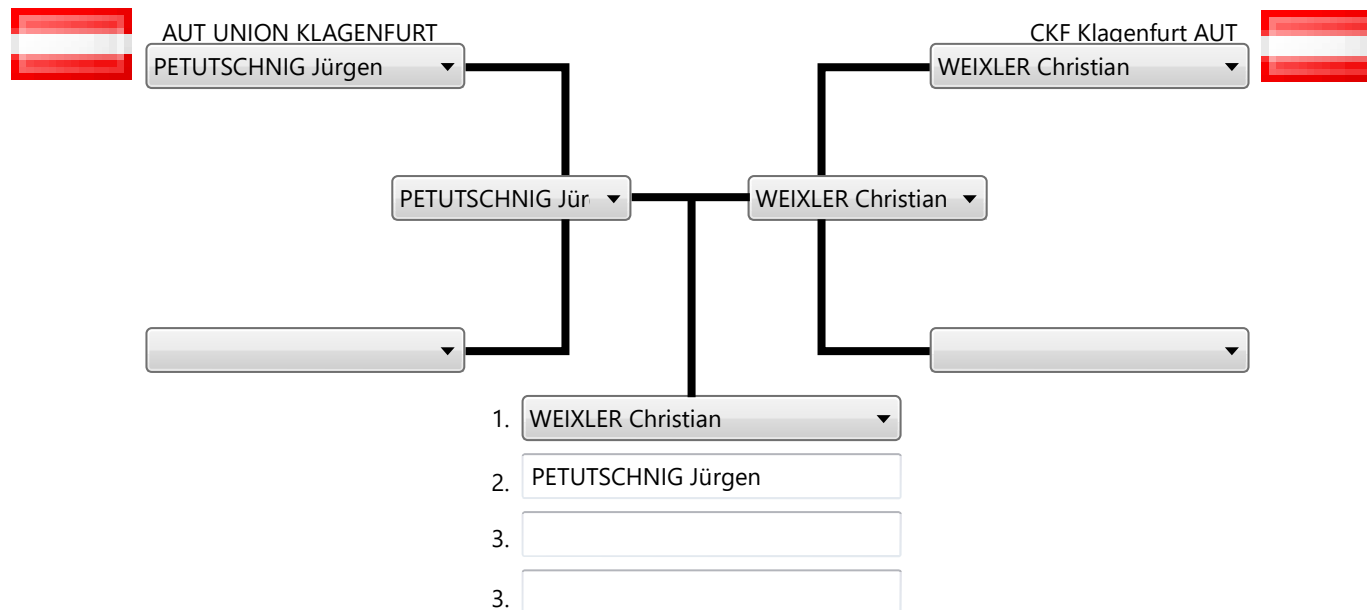 AUT UNION KLAGENFURT
CKF Klagenfurt AUT
PETUTSCHNIG Jürgen
WEIXLER Christian
PETUTSCHNIG Jür
WEIXLER Christian
1. WEIXLER Christian
2. PETUTSCHNIG Jürgen
3.
3.